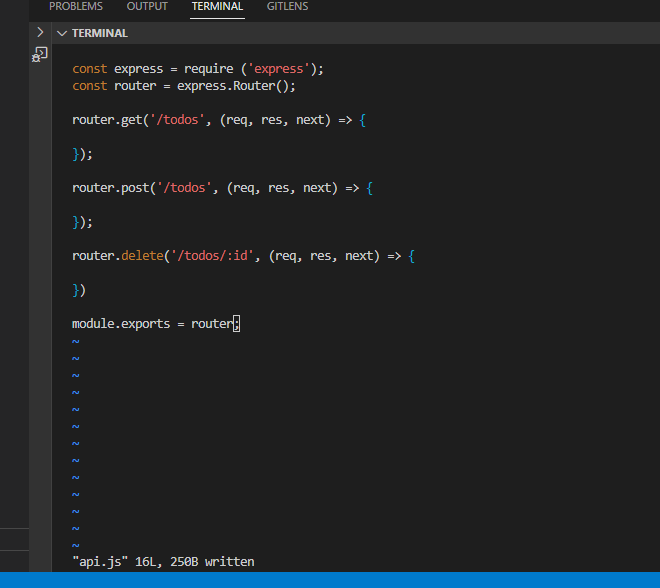 PROBLEMS OUTPUT TERMINAL GITLENS
TERMINAL
const express = require ('express');
const router = express.Router();
router.get('/todos', (req, res, next) => {
});
router.post('/todos', (req, res, next) => {
});
router.delete('/todos/:id', (req, res, next) => {
})
module.exports = router;
~
~
~
~
~
~
~
~
~
~
~
~
~
"api.js" 16L, 250B written